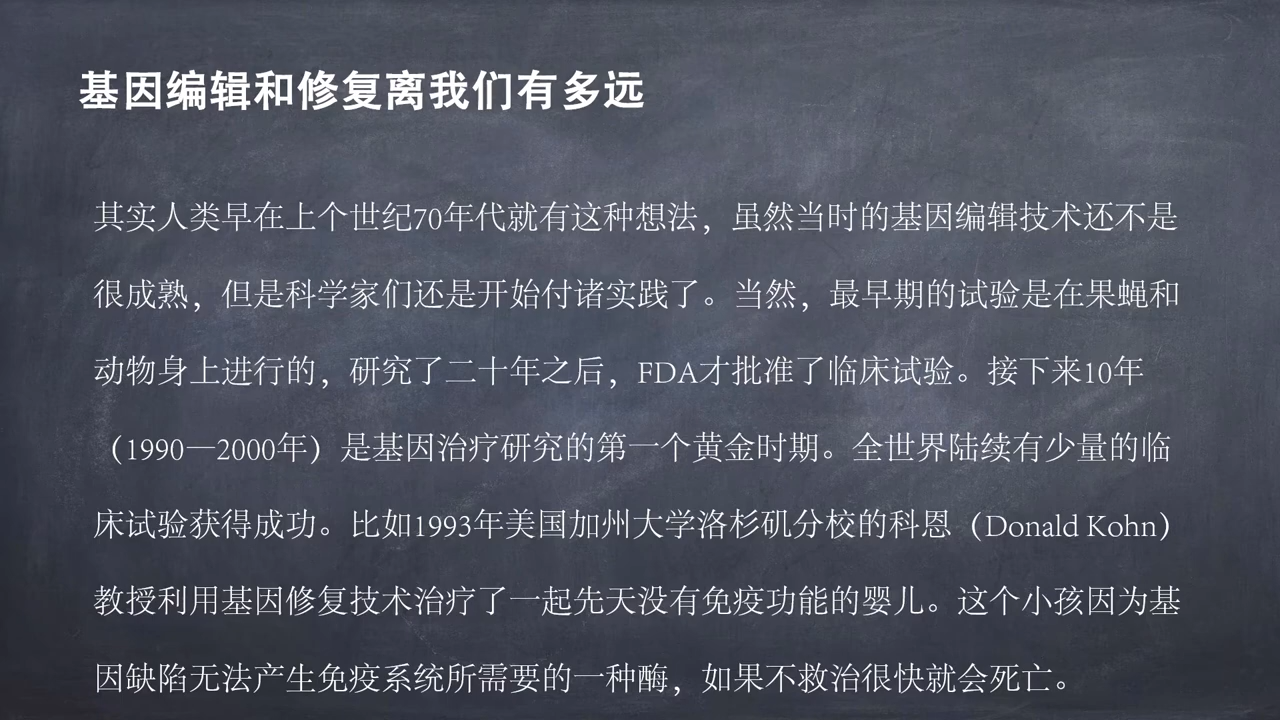 基因编辑和修复离我们有多远
其实人类早在上个世纪70年代就有这种想法，虽然当时的基因编辑技术还不是
很成熟，但是科学家们还是开始付诸实践了。当然，最早期的试验是在果蝇和
动物身上进行的，研究了二十年之后，FDA才批准了临床试验。接下来10年
（1990—2000年）是基因治疗研究的第一个黄金时期。全世界陆续有少量的临
床试验获得成功。比如1993年美国加州大学洛杉矶分校的科恩（Donald Kohn）
教授利用基因修复技术治疗了一起先天没有免疫功能的婴儿。这个小孩因为基
因缺陷无法产生免疫系统所需要的一种酶，如果不救治很快就会死亡。